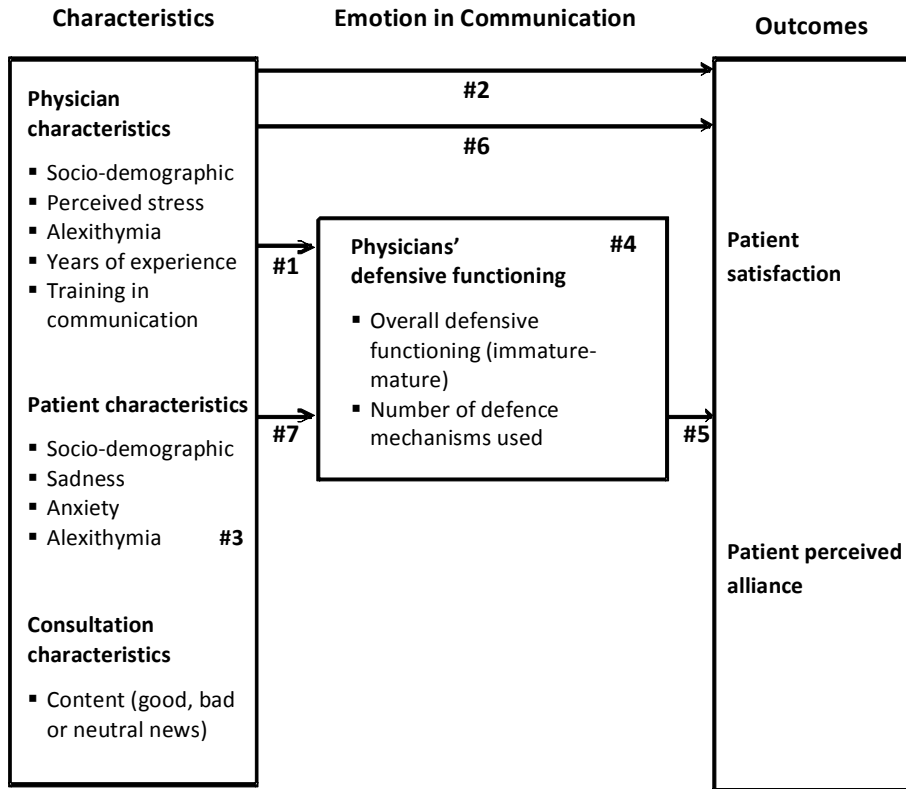 Characteristics
Emotion in Communication
Outcomes
Physician
characteristics
▪ Socio-demographic
▪ Perceived stress
▪ Alexithymia
▪ Years of experience
▪ Training in
communication
Patient characteristics
▪ Socio-demographic
▪ Sadness
▪ Anxiety
▪ Alexithymia #3
Consultation
characteristics
▪ Content (good, bad
or neutral news)
#2
#6
#1
#7
Physicians' #4
defensive functioning
▪ Overall defensive
functioning (immature-
mature)
▪ Number of defence
mechanisms used
#5
Patient
satisfaction
Patient perceived
alliance